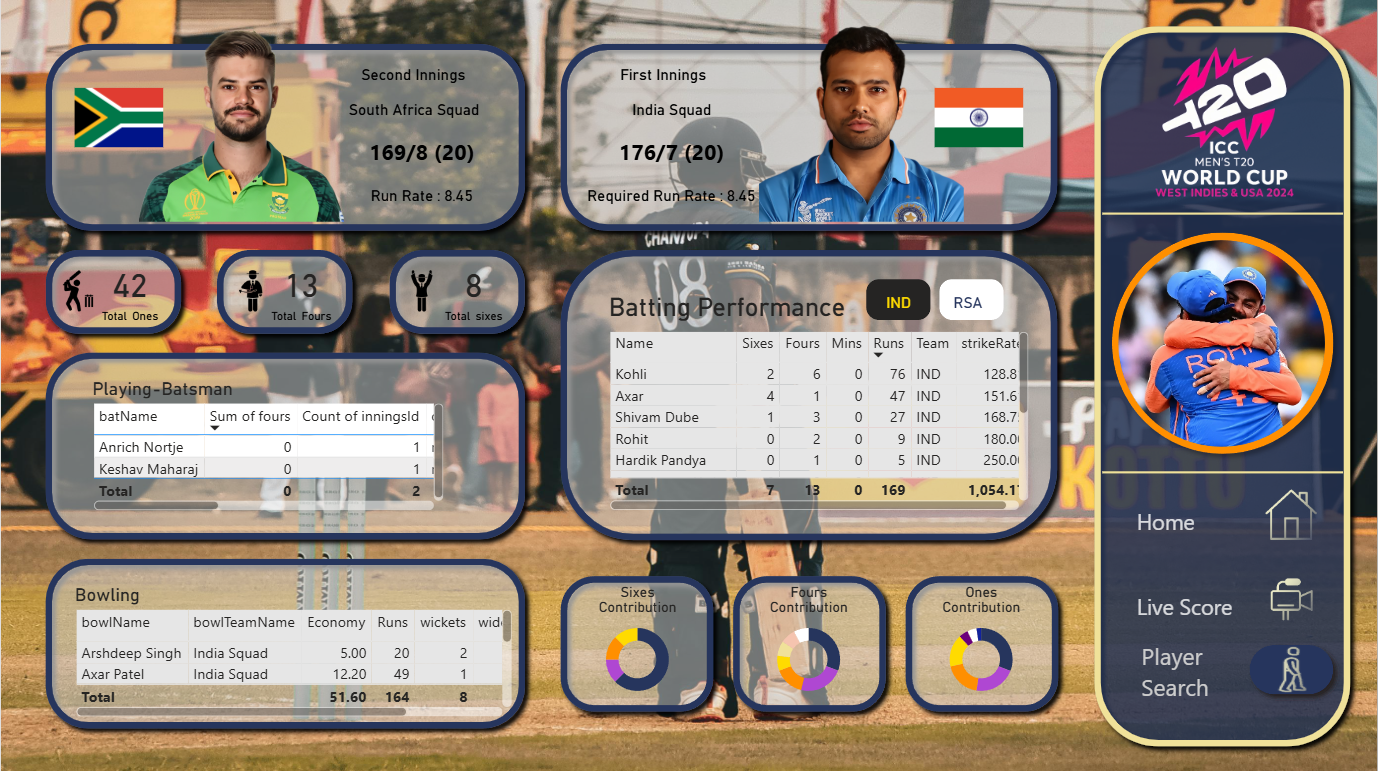 Second Innings
South Africa Squad
169/8 (20)
Run Rate : 8.45
First Innings
India Squad
176/7 (20)
Required Run Rate : 8.45
T20
ICC
MEN'S T20
WORLD CUP
WEST INDIES & USA 2024
42
Total Ones
13
Total Fours
8
Total sixes
08
Batting Performance
IND
RSA
Name Sixes Fours Mins Runs Team strikeRate
Kohli 2 6 0 76 IND 128.8
Axar 4 1 0 47 IND 151.6
Shivam Dube 1 3 0 27 IND 168.7
Rohit 0 2 0 9 IND 180.0
Hardik Pandya 0 1 0 5 IND 250.0
Total 7 13 0 169 1,054.1
Playing-Batsman
batName Sum of fours Count of inningsId
Anrich Nortje 0 1
Keshav Maharaj 0 1
Total 0 2
Bowling
bowlName bowlTeamName Economy Runs wickets wid
Arshdeep Singh India Squad 5.00 20 2
Axar Patel India Squad 12.20 49 1
Total 51.60 164 8
Sixes
Contribution
Fours
Contribution
Ones
Contribution
Home
Live Score
Player
Search